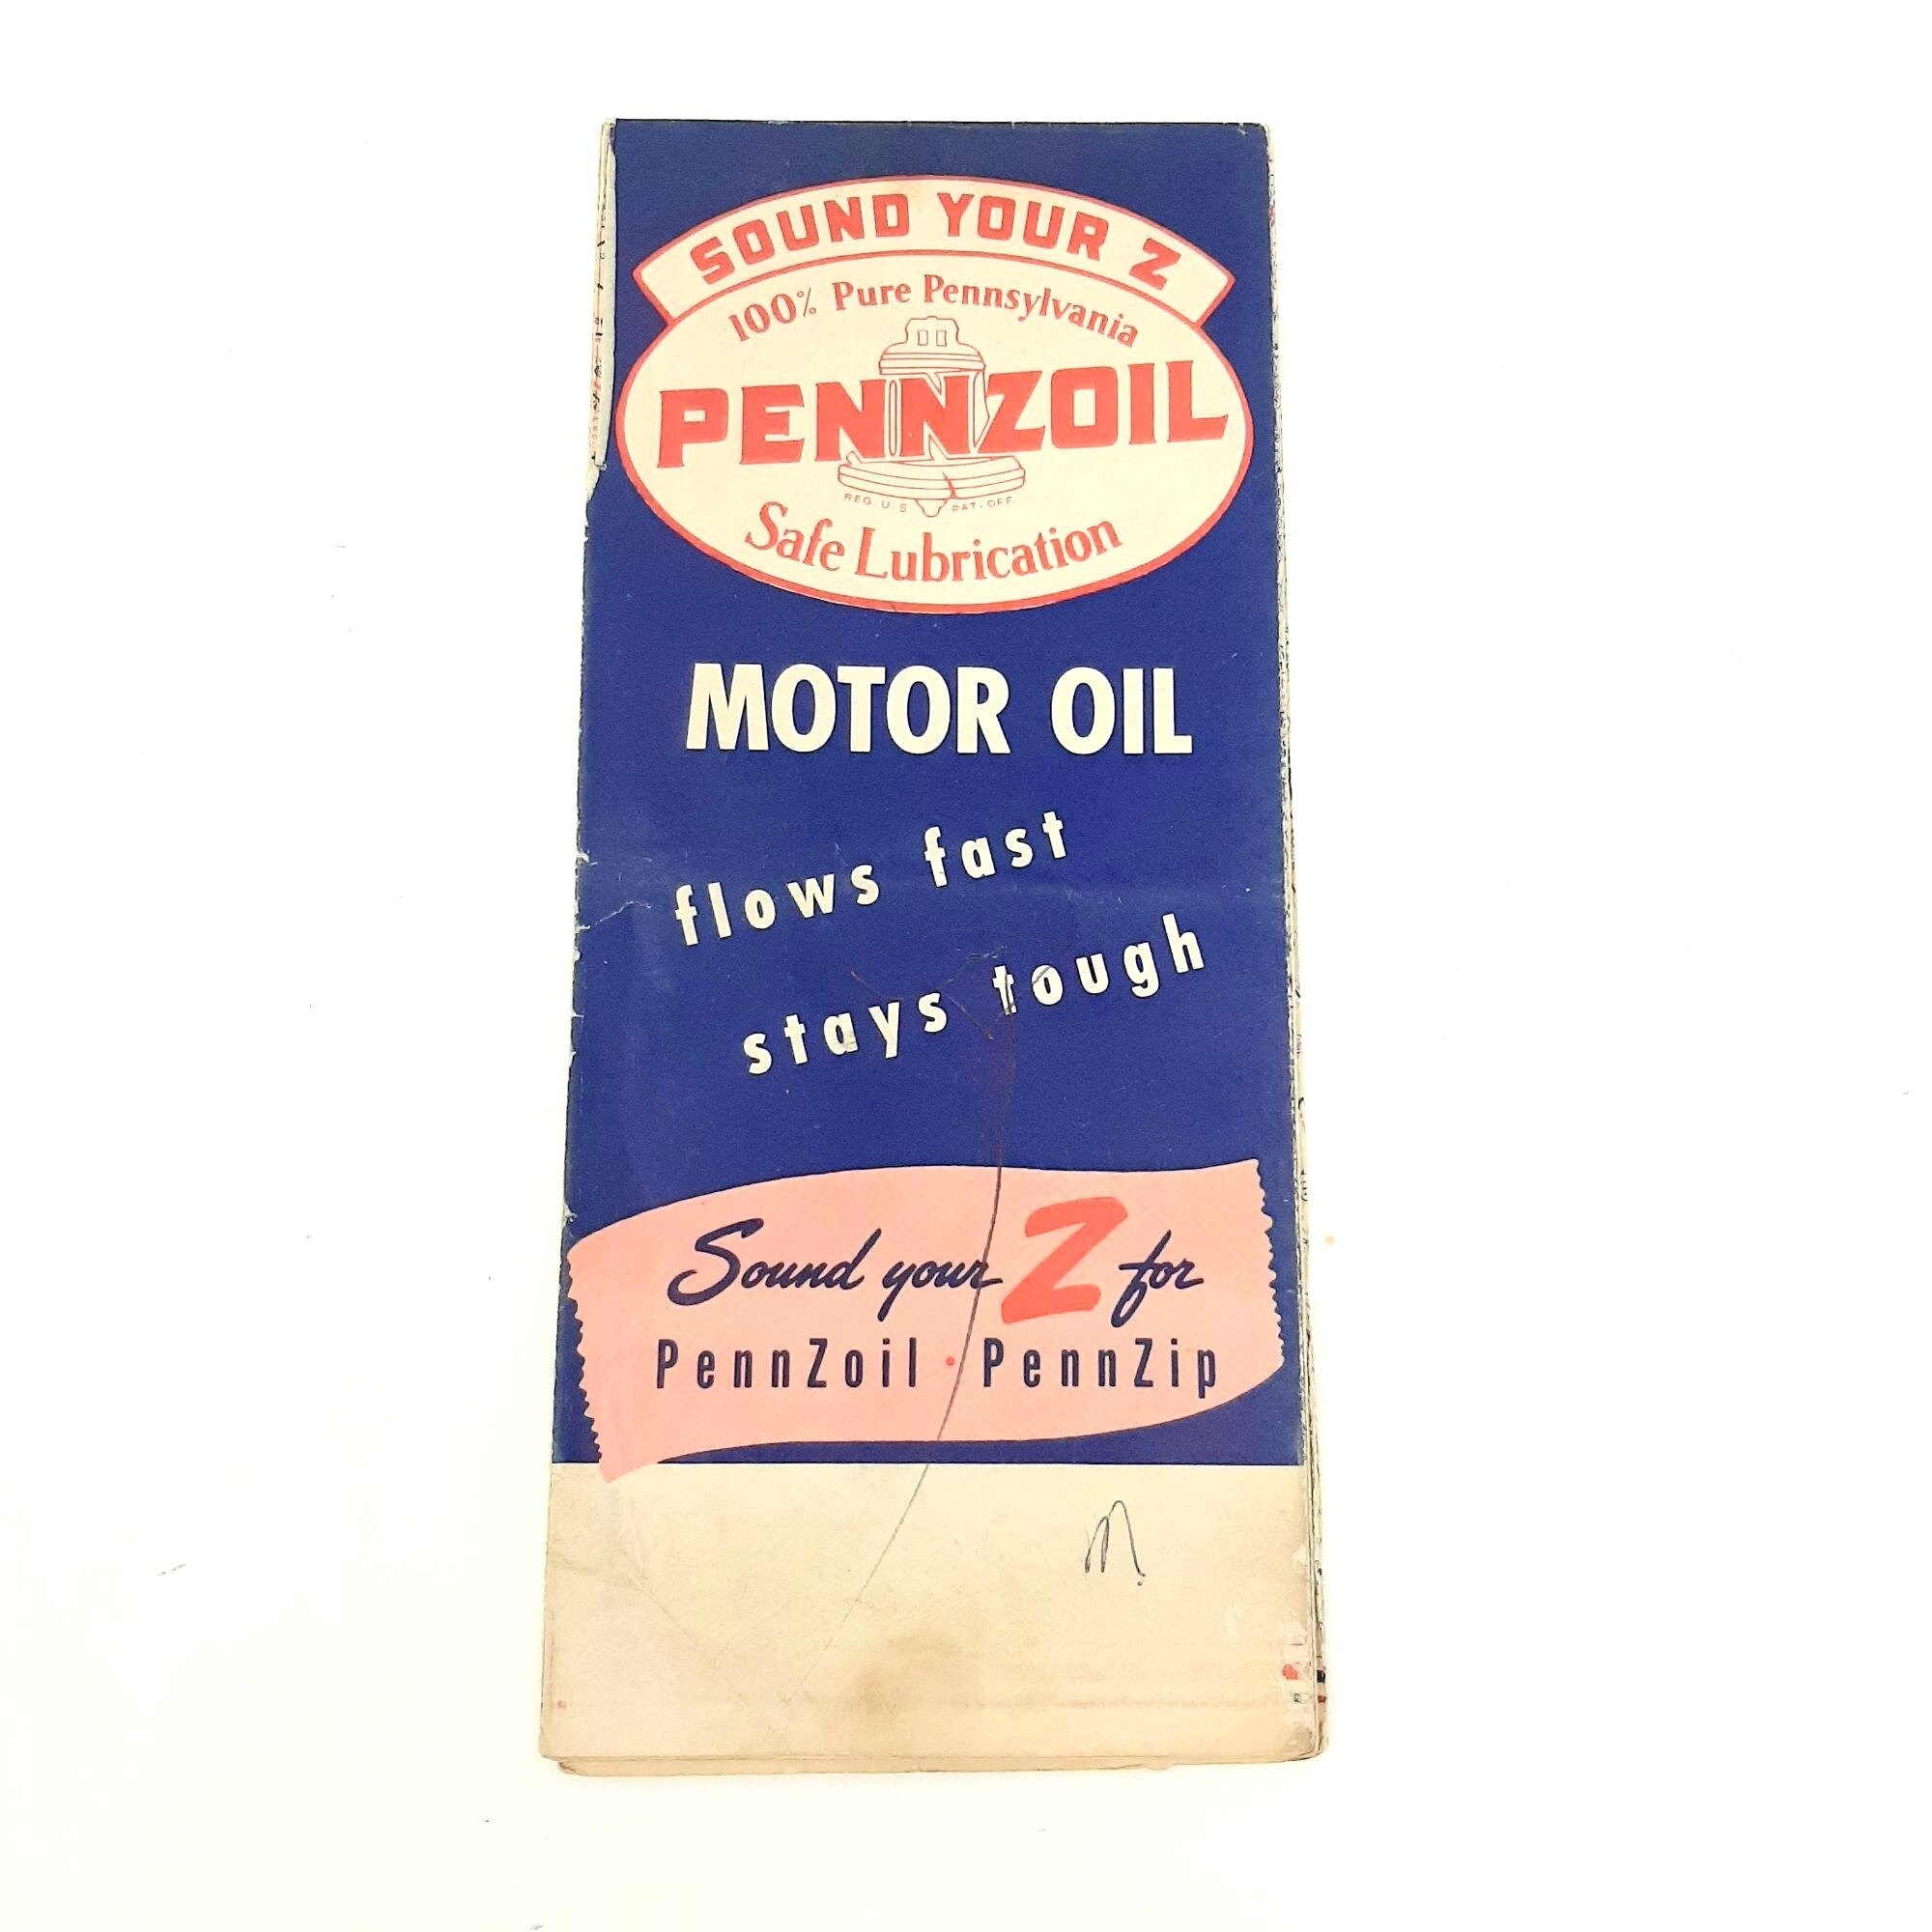 SOUND YOUR Z
100% Pure Pennsylvania
PENNZOIL
REG. U.S. PAT. OFF.
Safe Lubrication
MOTOR OIL
flows fast
stays tough
Sound your Z for
PennZoil • PennZip
M.